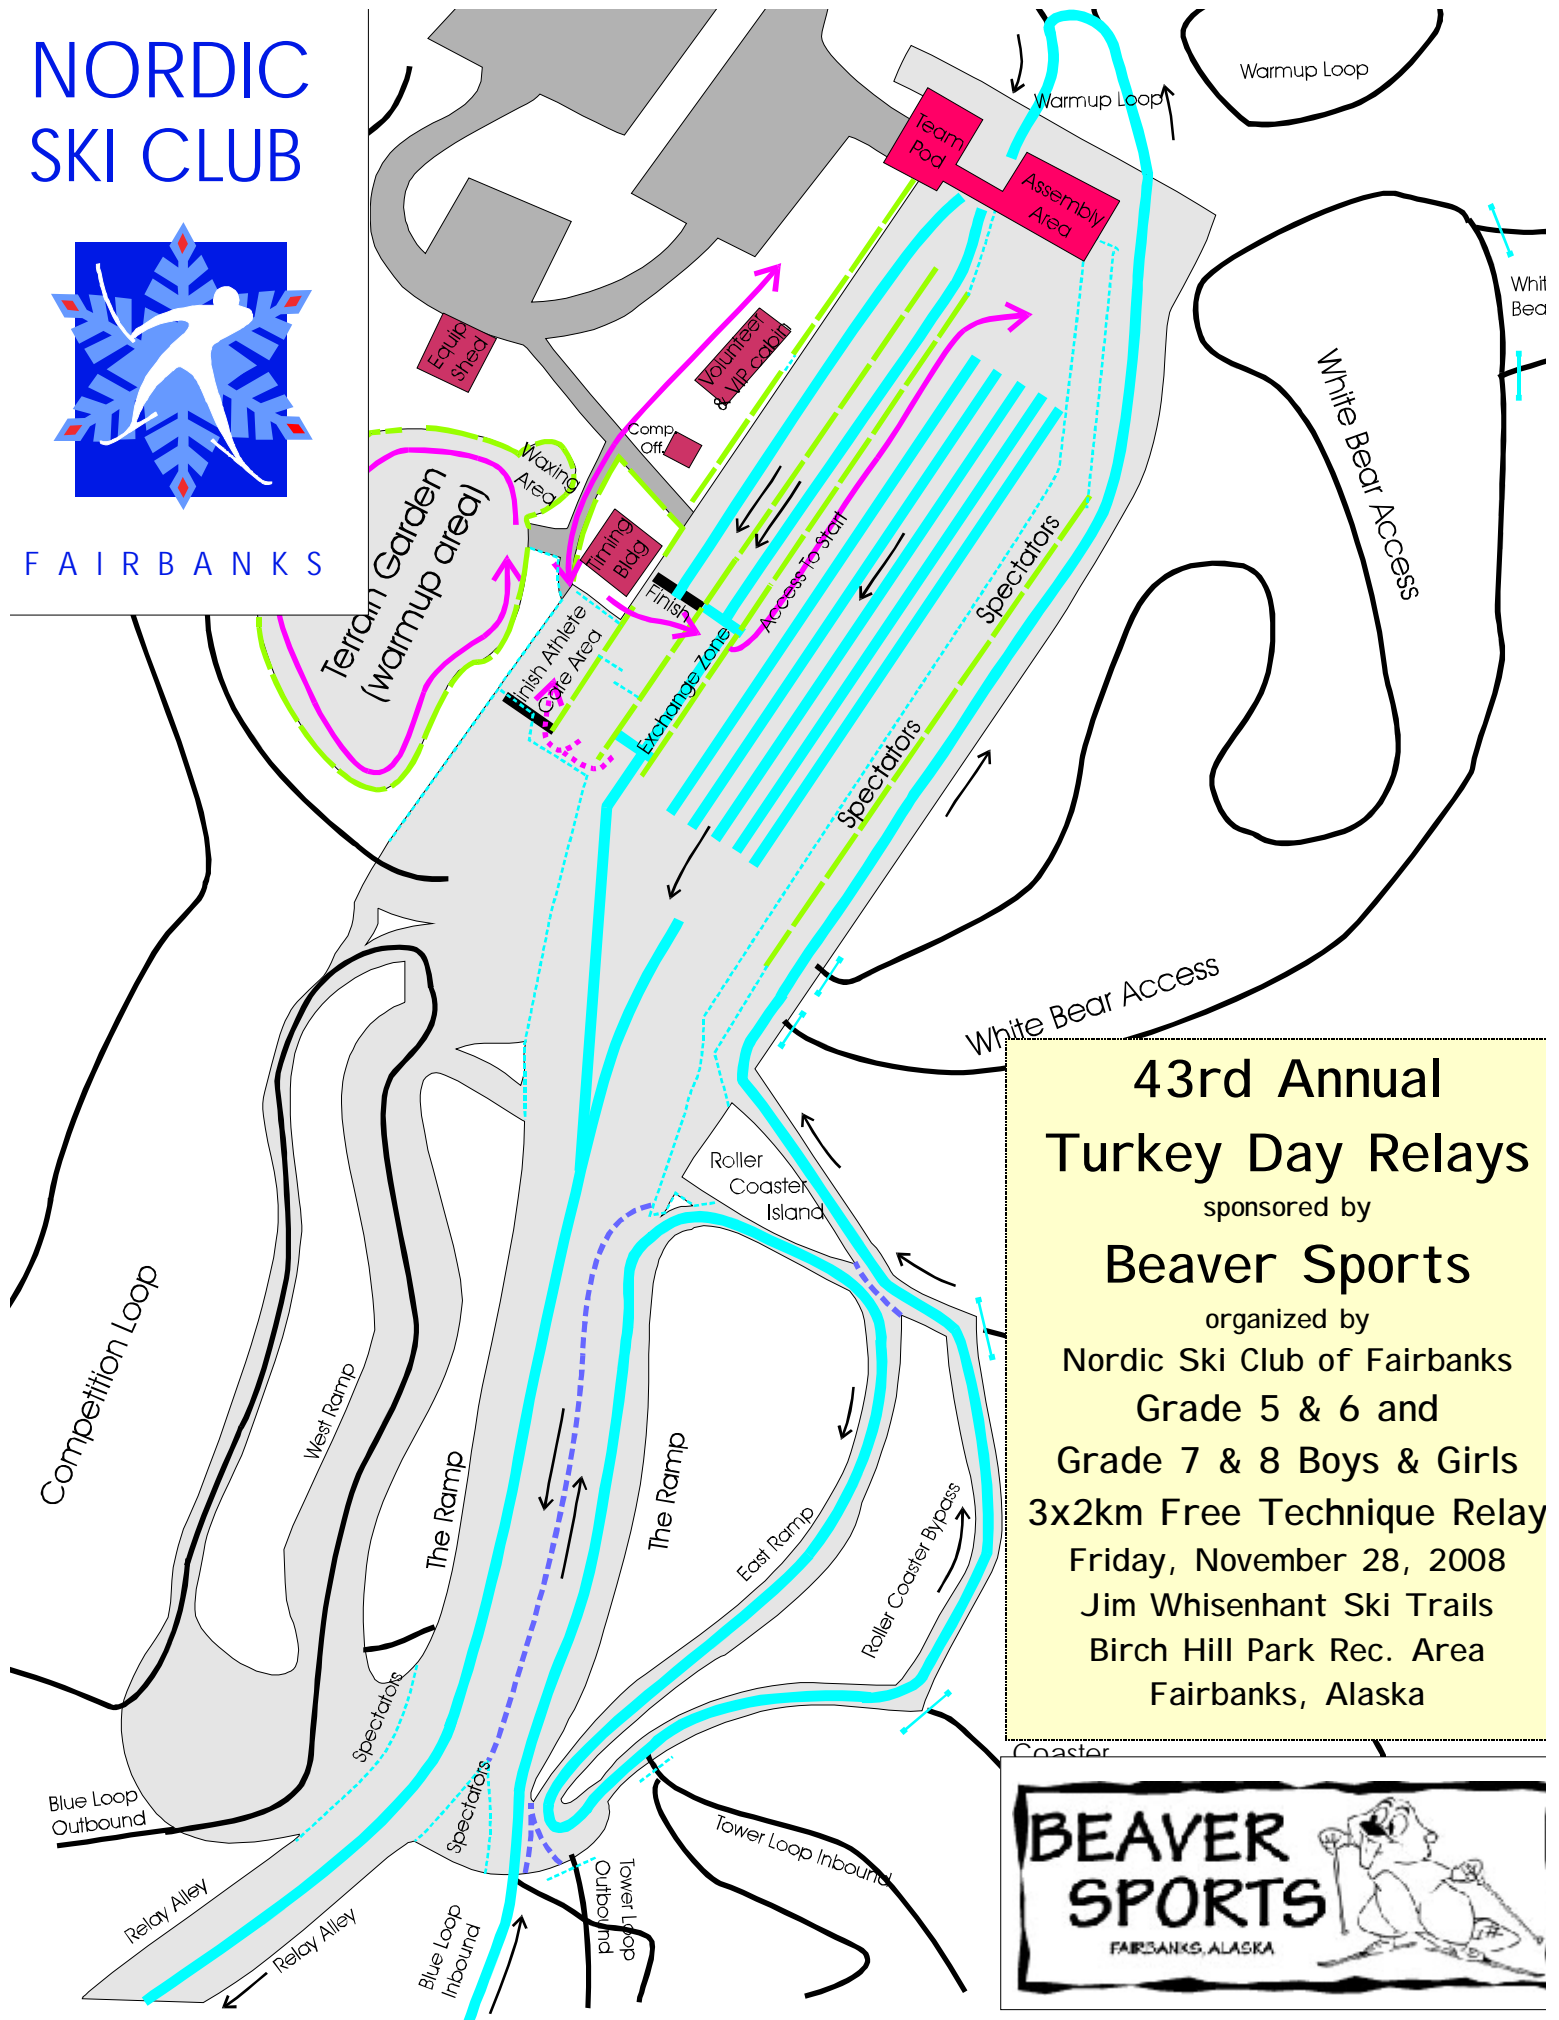 NORDIC
SKI CLUB
FAIRBANKS
Warmup Loop
Warmup Loop
Team
Pod
Assembly
Area
Equip
Shed
Volunteer
& VIP cabin
Comp
Off.
Waxing
Area
Timing
Bldg
Terrain Garden
(warmup area)
Finish
Finish Athlete
Care Area
Exchange Zone
Access To Start
Spectators
Spectators
White Bear Access
White Bear Access
Whit
Bea
Roller
Coaster
Island
Competition Loop
West Ramp
The Ramp
The Ramp
East Ramp
Roller Coaster Bypass
Spectators
Spectators
Blue Loop
Outbound
Relay Alley
Relay Alley
Blue Loop
Inbound
Tower Loop
Outbound
Tower Loop Inbound
Coaster
43rd Annual
Turkey Day Relays
sponsored by
Beaver Sports
organized by
Nordic Ski Club of Fairbanks
Grade 5 & 6 and
Grade 7 & 8 Boys & Girls
3x2km Free Technique Relay
Friday, November 28, 2008
Jim Whisenhant Ski Trails
Birch Hill Park Rec. Area
Fairbanks, Alaska
BEAVER
SPORTS
FAIRBANKS, ALASKA